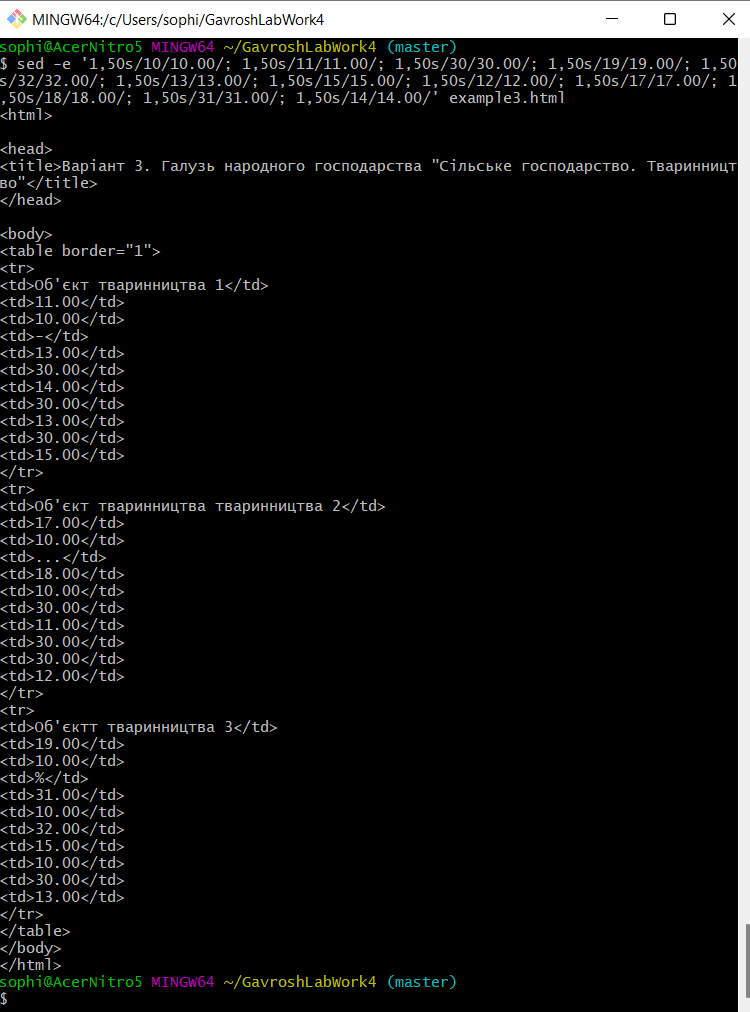 MINGW64:/c/Users/sophi/GavroshLabWork4
sophi@AcerNitro5 MINGW64 ~/GavroshLabWork4 (master)
$ sed -e '1,50s/10/10.00/; 1,50s/11/11.00/; 1,50s/30/30.00/; 1,50s/19/19.00/; 1,50
s/32/32.00/; 1,50s/13/13.00/; 1,50s/15/15.00/; 1,50s/12/12.00/; 1,50s/17/17.00/; 1
,50s/18/18.00/; 1,50s/31/31.00/; 1,50s/14/14.00/' example3.html
<html>
<head>
<title>Варіант 3. Галузь народного господарства "Сільське господарство. Тваринницт
во"</title>
</head>
<body>
<table border="1">
<tr>
<td>Об'єкт тваринництва 1</td>
<td>11.00</td>
<td>10.00</td>
<td>-</td>
<td>13.00</td>
<td>30.00</td>
<td>14.00</td>
<td>30.00</td>
<td>13.00</td>
<td>30.00</td>
<td>15.00</td>
</tr>
<tr>
<td>Об'єкт тваринництва тваринництва 2</td>
<td>17.00</td>
<td>10.00</td>
<td>...</td>
<td>18.00</td>
<td>10.00</td>
<td>30.00</td>
<td>11.00</td>
<td>30.00</td>
<td>30.00</td>
<td>12.00</td>
</tr>
<tr>
<td>Об'єктт тваринництва 3</td>
<td>19.00</td>
<td>10.00</td>
<td>%</td>
<td>31.00</td>
<td>10.00</td>
<td>32.00</td>
<td>15.00</td>
<td>10.00</td>
<td>30.00</td>
<td>13.00</td>
</tr>
</table>
</body>
</html>
sophi@AcerNitro5 MINGW64 ~/GavroshLabWork4 (master)
$